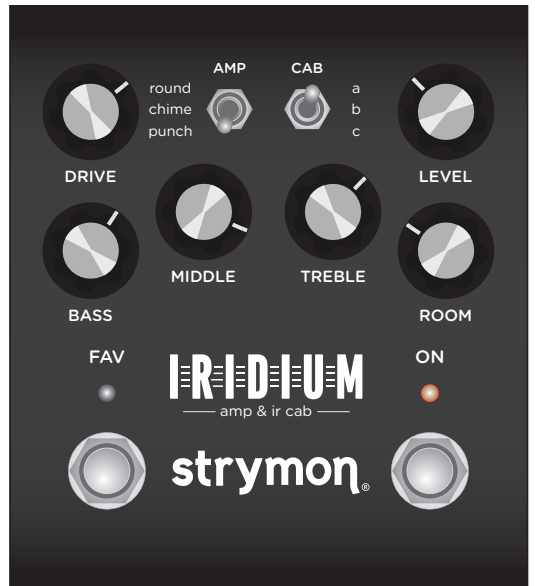 AMP CAB
round a
chime b
punch c
DRIVE LEVEL
MIDDLE TREBLE
BASS ROOM
FAV ON
IRIDIUM
amp & ir cab
strymon®